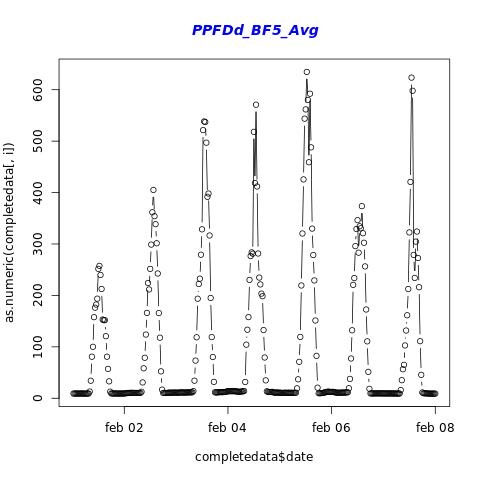 PPFDd_BF5_Avg
as.numeric(completedata[, i])
600
500
400
300
200
100
0
feb 02 feb 04 feb 06 feb 08
completedata$date